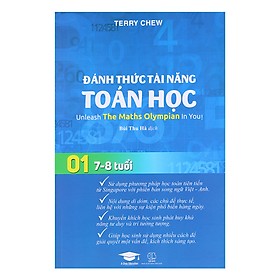 TERRY CHEW
ĐÁNH THỨC TÀI NĂNG
TOÁN HỌC
Unleash The Maths Olympian In You!
Bùi Thu Hà dịch
01 7-8 tuổi
✓ Sử dụng phương pháp học toán tiên tiến
từ Singapore với phiên bản song ngữ Việt - Anh.
✓ Nội dung dí dỏm, các chủ đề thực tế,
liên hệ với những sự kiện phổ biến hàng ngày.
✓ Khuyến khích học sinh phát huy khả
năng tư duy và trí tưởng tượng.
✓ Giúp học sinh sử dụng nhiều cách để
giải quyết một vấn đề, kích thích sáng tạo.